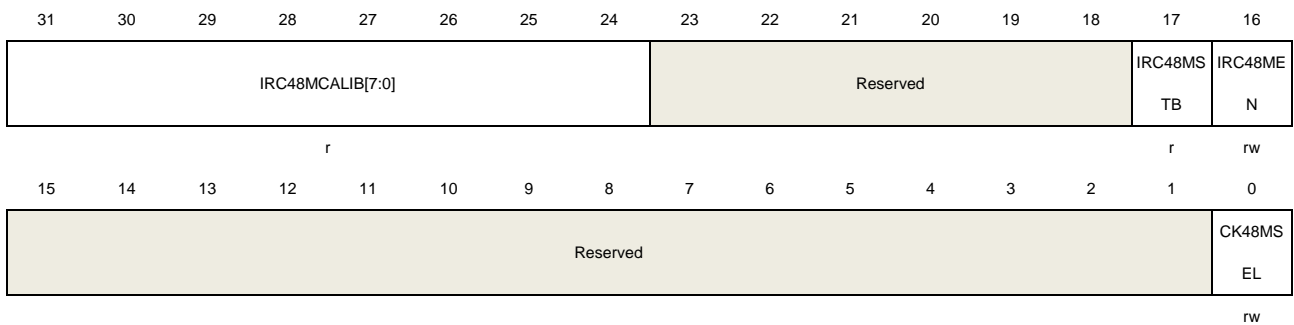 31 30 29 28 27 26 25 24 23 22 21 20 19 18 17 16
IRC48MCALIB[7:0] Reserved IRC48MS TB IRC48ME N
r r rw
15 14 13 12 11 10 9 8 7 6 5 4 3 2 1 0
Reserved CK48MS EL
rw